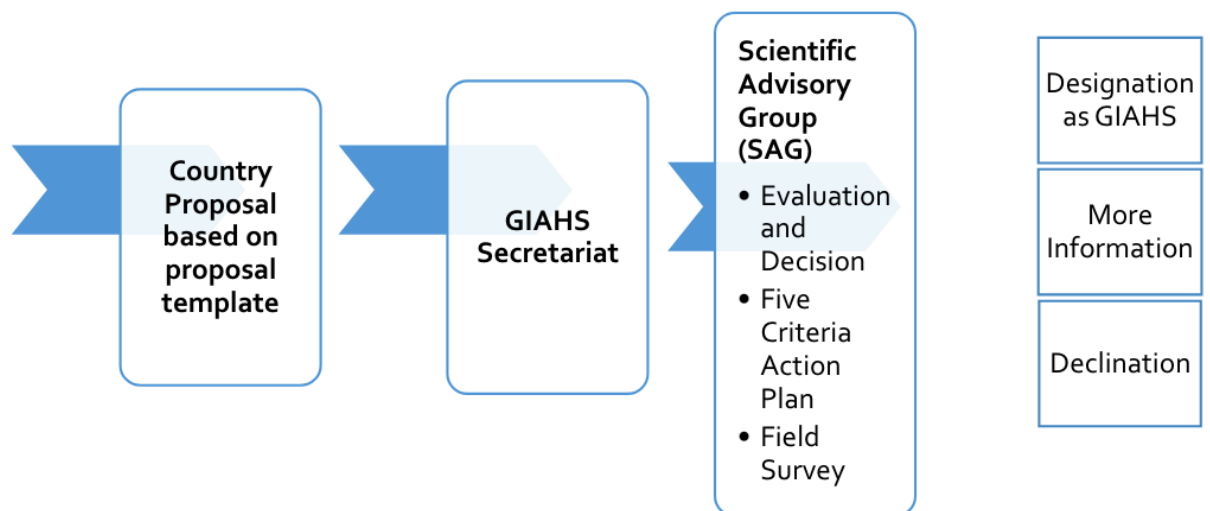 Country
Proposal
based on
proposal
template
GIAHS
Secretariat
Scientific
Advisory
Group
(SAG)
• Evaluation
and
Decision
• Five
Criteria
Action
Plan
• Field
Survey
Designation
as GIAHS
More
Information
Declination